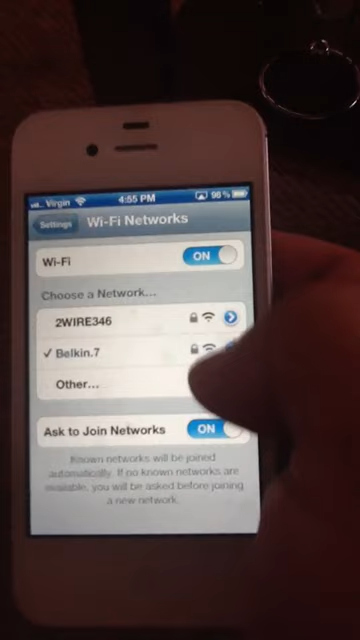 Virgin 4:55 PM 98%
Settings Wi-Fi Networks
Wi-Fi ON
Choose a Network...
2WIRE346
Belkin.7
Other...
Ask to Join Networks ON
Known networks will be joined
automatically. If no known networks are
available, you will be asked before joining
a new network.